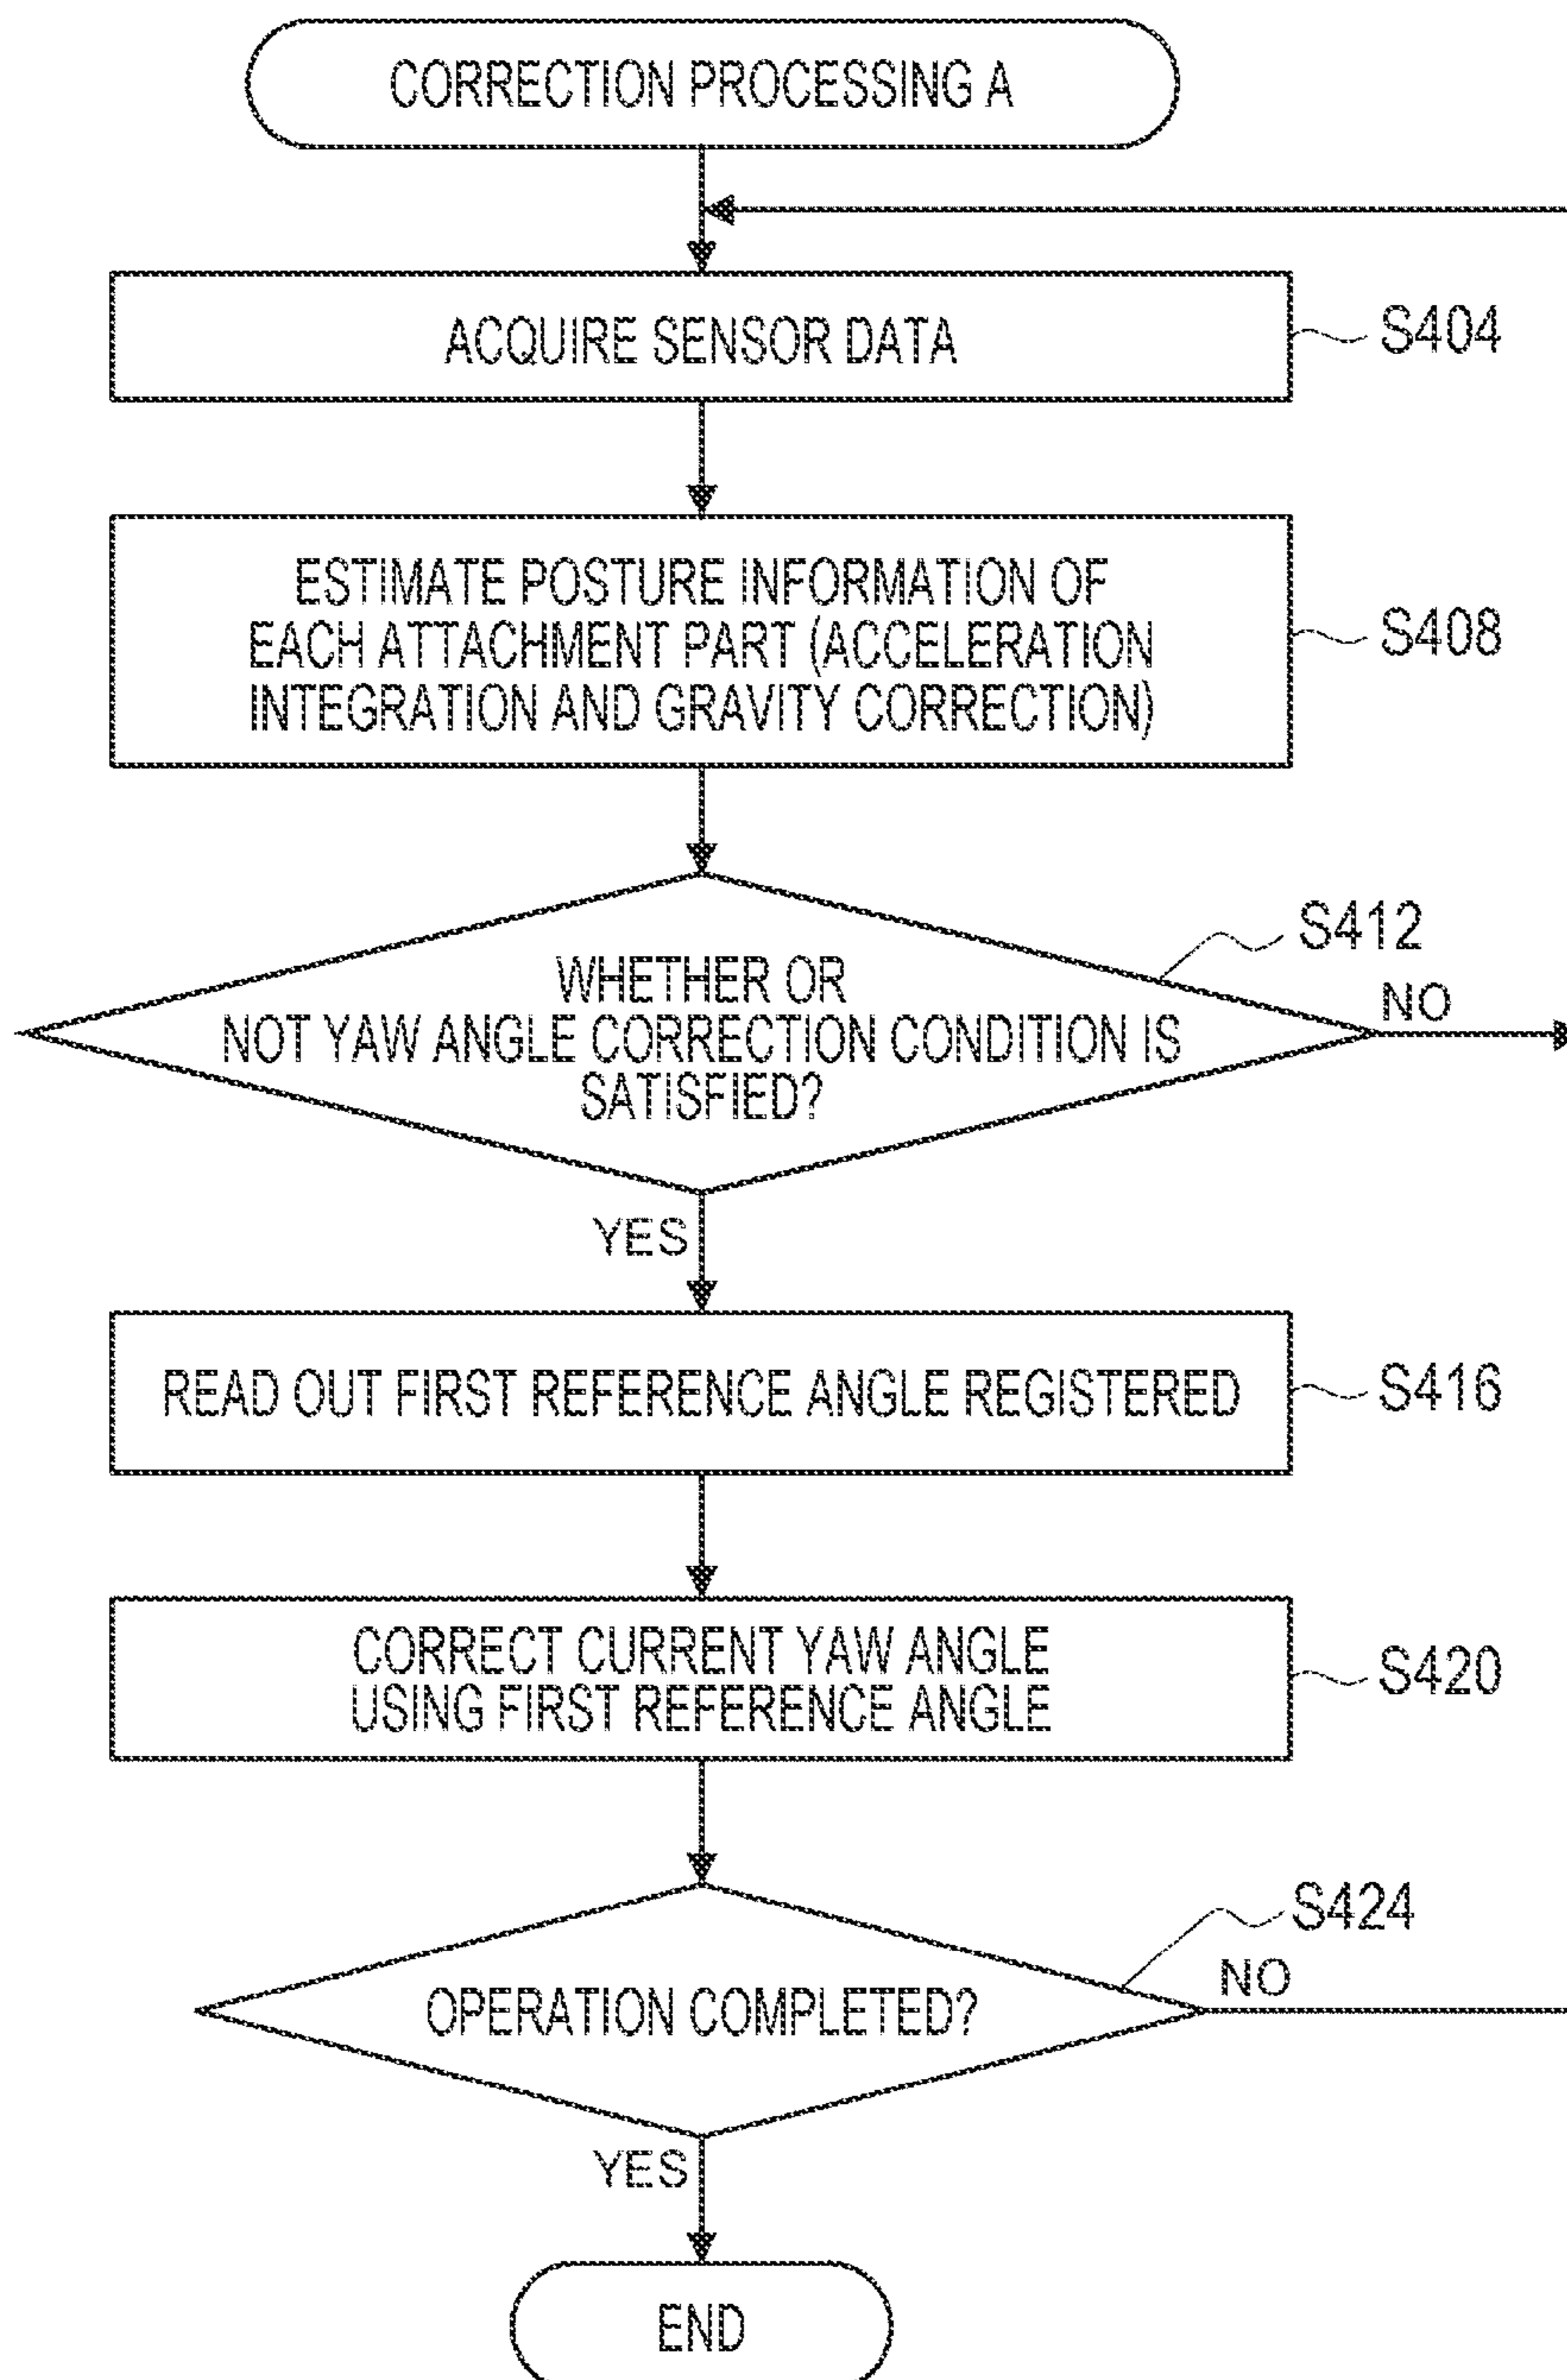 CORRECTION PROCESSING A
ACQUIRE SENSOR DATA
S404
ESTIMATE POSTURE INFORMATION OF
EACH ATTACHMENT PART (ACCELERATION
INTEGRATION AND GRAVITY CORRECTION)
S408
S412
WHETHER OR
NOT YAW ANGLE CORRECTION CONDITION IS
SATISFIED?
NO
YES
READ OUT FIRST REFERENCE ANGLE REGISTERED
S416
CORRECT CURRENT YAW ANGLE
USING FIRST REFERENCE ANGLE
S420
S424
OPERATION COMPLETED?
NO
YES
END